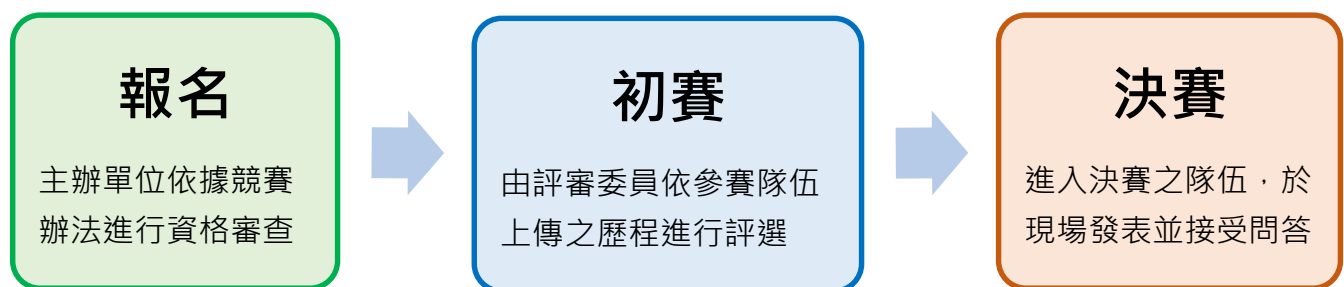 報名
主辦單位依據競賽
辦法進行資格審查
初賽
由評審委員依參賽隊伍
上傳之歷程進行評選
決賽
進入決賽之隊伍，於
現場發表並接受問答